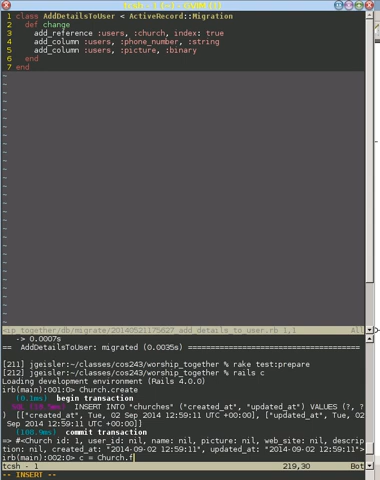 tcsh - (~) - GVIM (1)
1 class AddDetailsToUser < ActiveRecord::Migration
2   def change
3     add_reference :users, :church, index: true
4     add_column :users, :phone_number, :string
5     add_column :users, :picture, :binary
6   end
7 end
<ip_together/db/migrate/20140521175627_add_details_to_user.rb 1,1 All
-> 0.0007s
== AddDetailsToUser: migrated (0.0035s) ====================================
[211] jgeisler:~/classes/cos243/worship_together % rake test:prepare
[218] jgeisler:~/classes/cos243/worship_together % rails c
Loading development environment (Rails 4.0.0)
irb(main):001:0> Church.create
(0.1ms) begin transaction
INSERT INTO "churches" ("created_at", "updated_at") VALUES (?, ?
) [["created_at", Tue, 02 Sep 2014 12:59:11 UTC +00:00], ["updated_at", Tue, 02
Sep 2014 12:59:11 UTC +00:00]]
(108.9ms) commit transaction
=> #<Church id: 1, user_id: nil, name: nil, picture: nil, web_site: nil, descrip
tion: nil, created_at: "2014-09-02 12:59:11", updated_at: "2014-09-02 12:59:11">
irb(main):002:0> c = Church.f
tcsh - 1 219,30 Bot
-- INSERT --